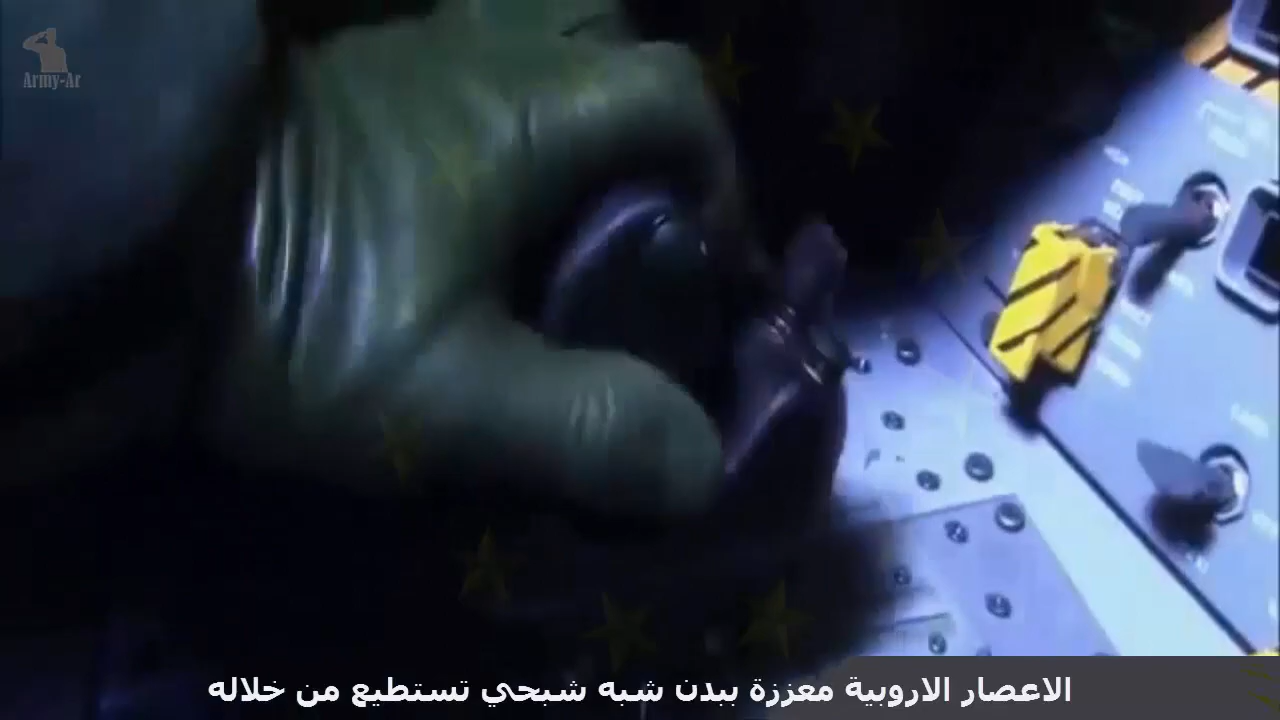 Army-Ar
الاعصار الاروبية معززة ببدن شبه شبحي تستطيع من خلاله